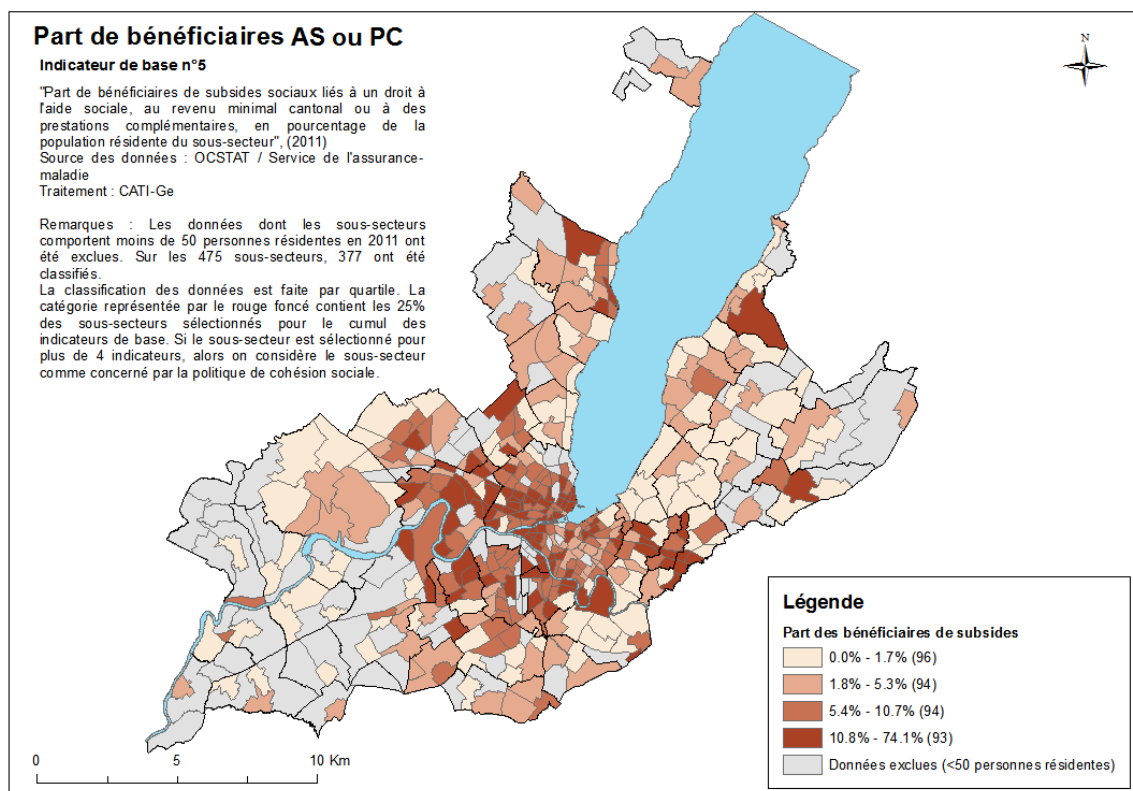 Part de bénéficiaires AS ou PC
Indicateur de base n°5
"Part de bénéficiaires de subsides sociaux liés à un droit à
l'aide sociale, au revenu minimal cantonal ou à des
prestations complémentaires, en pourcentage de la
population résidente du sous-secteur", (2011)
Source des données : OCSTAT / Service de l'assurance-
maladie
Traitement : CATI-Ge
Remarques : Les données dont les sous-secteurs
comportent moins de 50 personnes résidentes en 2011 ont
été exclues. Sur les 475 sous-secteurs, 377 ont été
classifiés.
La classification des données est faite par quartile. La
catégorie représentée par le rouge foncé contient les 25%
des sous-secteurs sélectionnés pour le cumul des
indicateurs de base. Si le sous-secteur est sélectionné pour
plus de 4 indicateurs, alors on considère le sous-secteur
comme concerné par la politique de cohésion sociale.
N
Légende
Part des bénéficiaires de subsides
0.0% - 1.7% (96)
1.8% - 5.3% (94)
5.4% - 10.7% (94)
10.8% - 74.1% (93)
Données exclues (<50 personnes résidentes)
0 5 10 Km